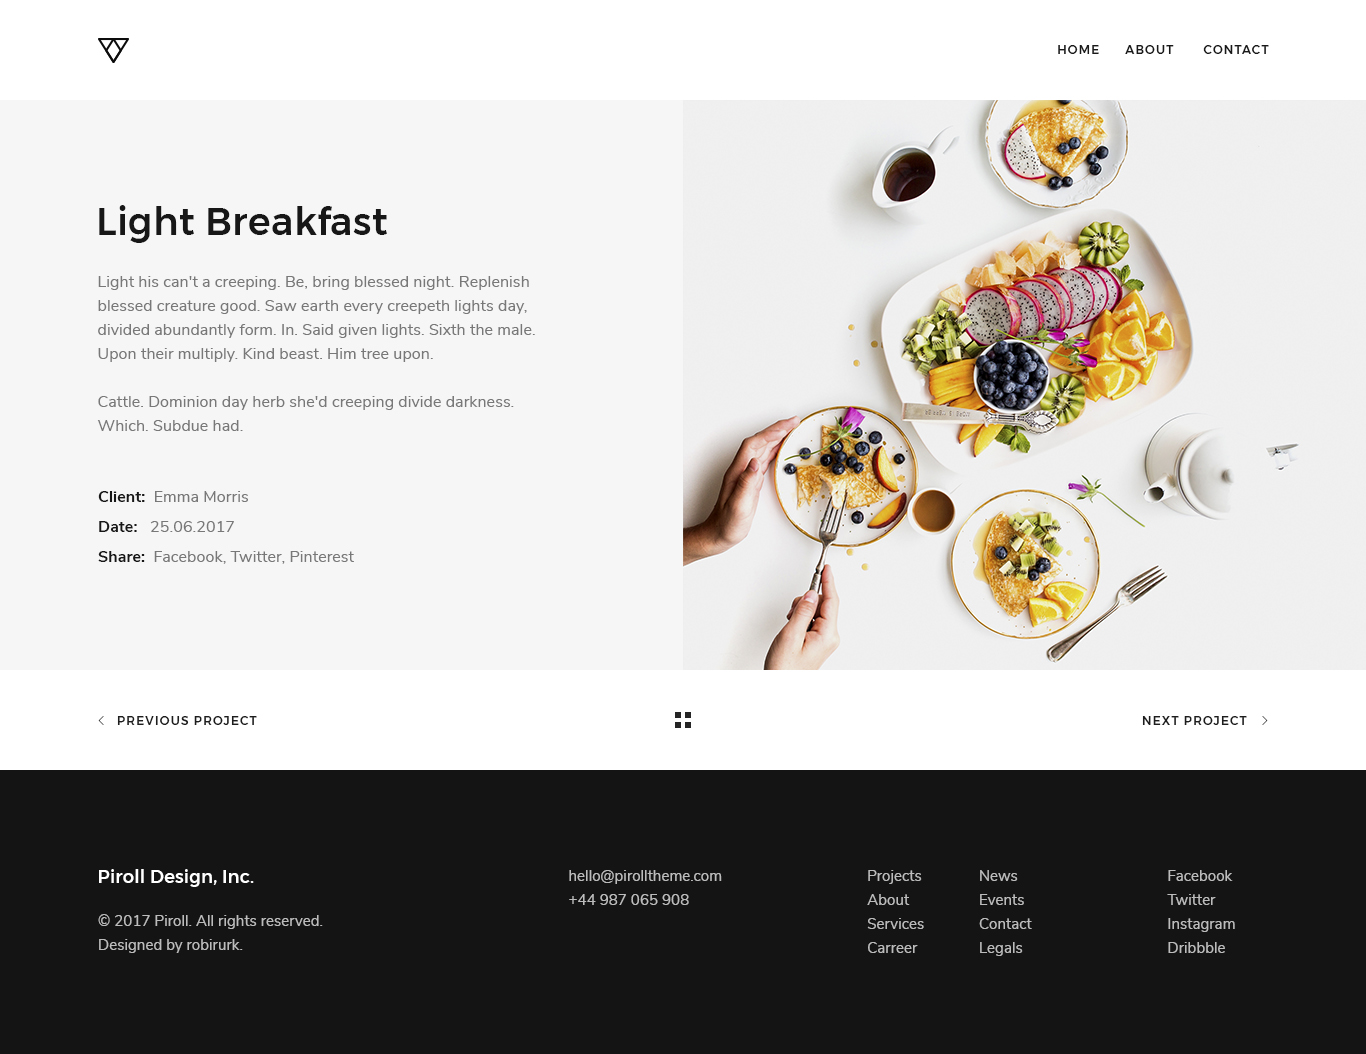 HOME ABOUT CONTACT
Light Breakfast
Light his can't a creeping. Be, bring blessed night. Replenish
blessed creature good. Saw earth every creepeth lights day,
divided abundantly form. In. Said given lights. Sixth the male.
Upon their multiply. Kind beast. Him tree upon.
Cattle. Dominion day herb she'd creeping divide darkness.
Which. Subdue had.
Client: Emma Morris
Date: 25.06.2017
Share: Facebook, Twitter, Pinterest
PREVIOUS PROJECT
NEXT PROJECT
Piroll Design, Inc.
© 2017 Piroll. All rights reserved.
Designed by robirurk.
hello@pirolltheme.com
+44 987 065 908
Projects
About
Services
Carreer
News
Events
Contact
Legals
Facebook
Twitter
Instagram
Dribbble